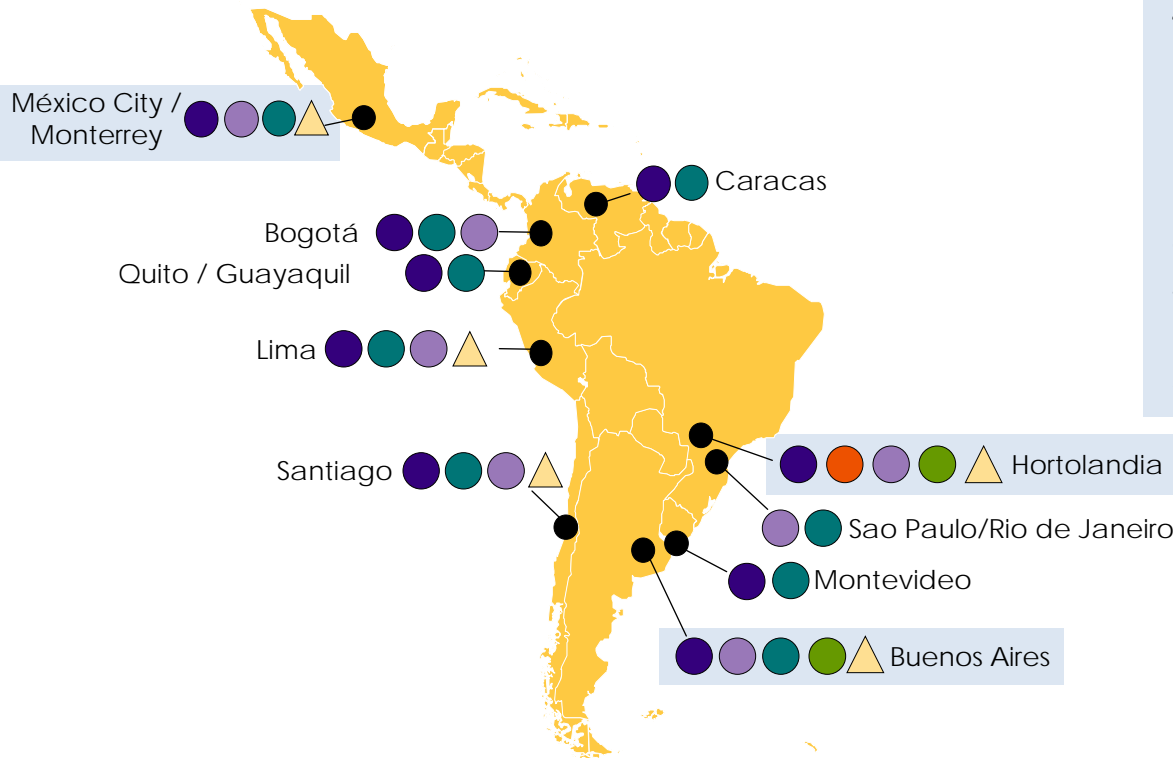 México City /
Monterrey
Caracas
Bogotá
Quito / Guayaquil
Lima
Santiago
Hortolandia
Sao Paulo/Rio de Janeiro
Montevideo
Buenos Aires